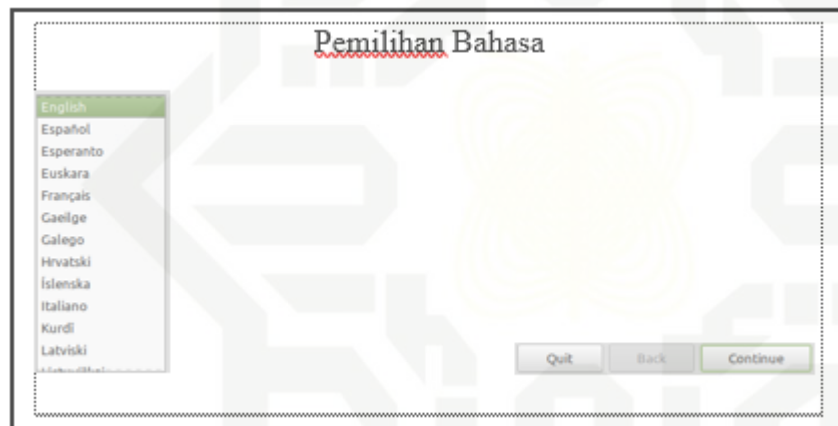 Pemilihan Bahasa
English
Español
Esperanto
Euskara
Français
Gaeilge
Galego
Hrvatski
Íslenska
Italiano
Kurdî
Latviski
Quit Back Continue